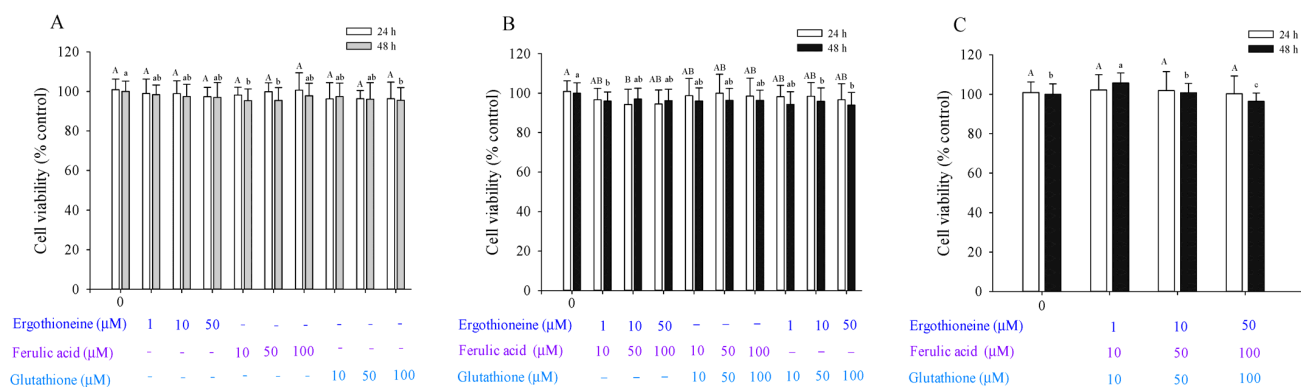 A
24 h
48 h
Cell viability (% control)
120
100
80
60
40
20
0
A a A ab A ab A ab A b A b A ab A ab A ab A b
0
Ergothioneine (μM) 1 10 50 - - - - - -
Ferulic acid (μM) - - - 10 50 100 - - -
Glutathione (μM) - - - - - - 10 50 100
B
24 h
48 h
Cell viability (% control)
120
100
80
60
40
20
0
A a AB b B ab AB ab AB ab AB ab AB ab AB ab AB b AB b
0
Ergothioneine (μM) 1 10 50 – – – 1 10 50
Ferulic acid (μM) 10 50 100 10 50 100 – – –
Glutathione (μM) – – – 10 50 100 10 50 100
C
24 h
48 h
Cell viability (% control)
120
100
80
60
40
20
0
A b A a A b A c
0
Ergothioneine (μM) 1 10 50
Ferulic acid (μM) 10 50 100
Glutathione (μM) 10 50 100